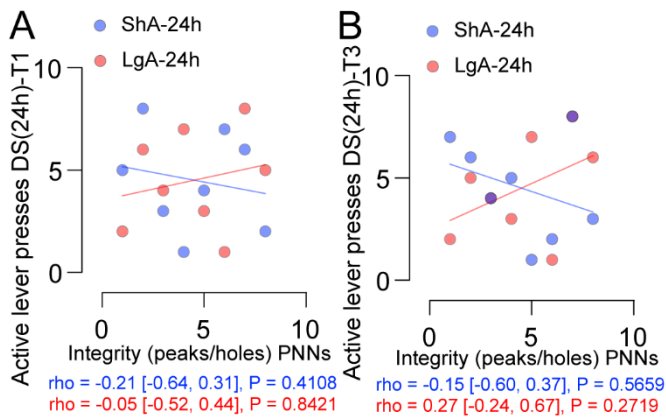 A
ShA-24h
LgA-24h
Active lever presses DS(24h)-T1
10
5
0
0 5 10
Integrity (peaks/holes) PNNs
rho = -0.21 [-0.64, 0.31], P = 0.4108
rho = -0.05 [-0.52, 0.44], P = 0.8421
B
ShA-24h
LgA-24h
Active lever presses DS(24h)-T3
10
5
0
0 5 10
Integrity (peaks/holes) PNNs
rho = -0.15 [-0.60, 0.37], P = 0.5659
rho = 0.27 [-0.24, 0.67], P = 0.2719